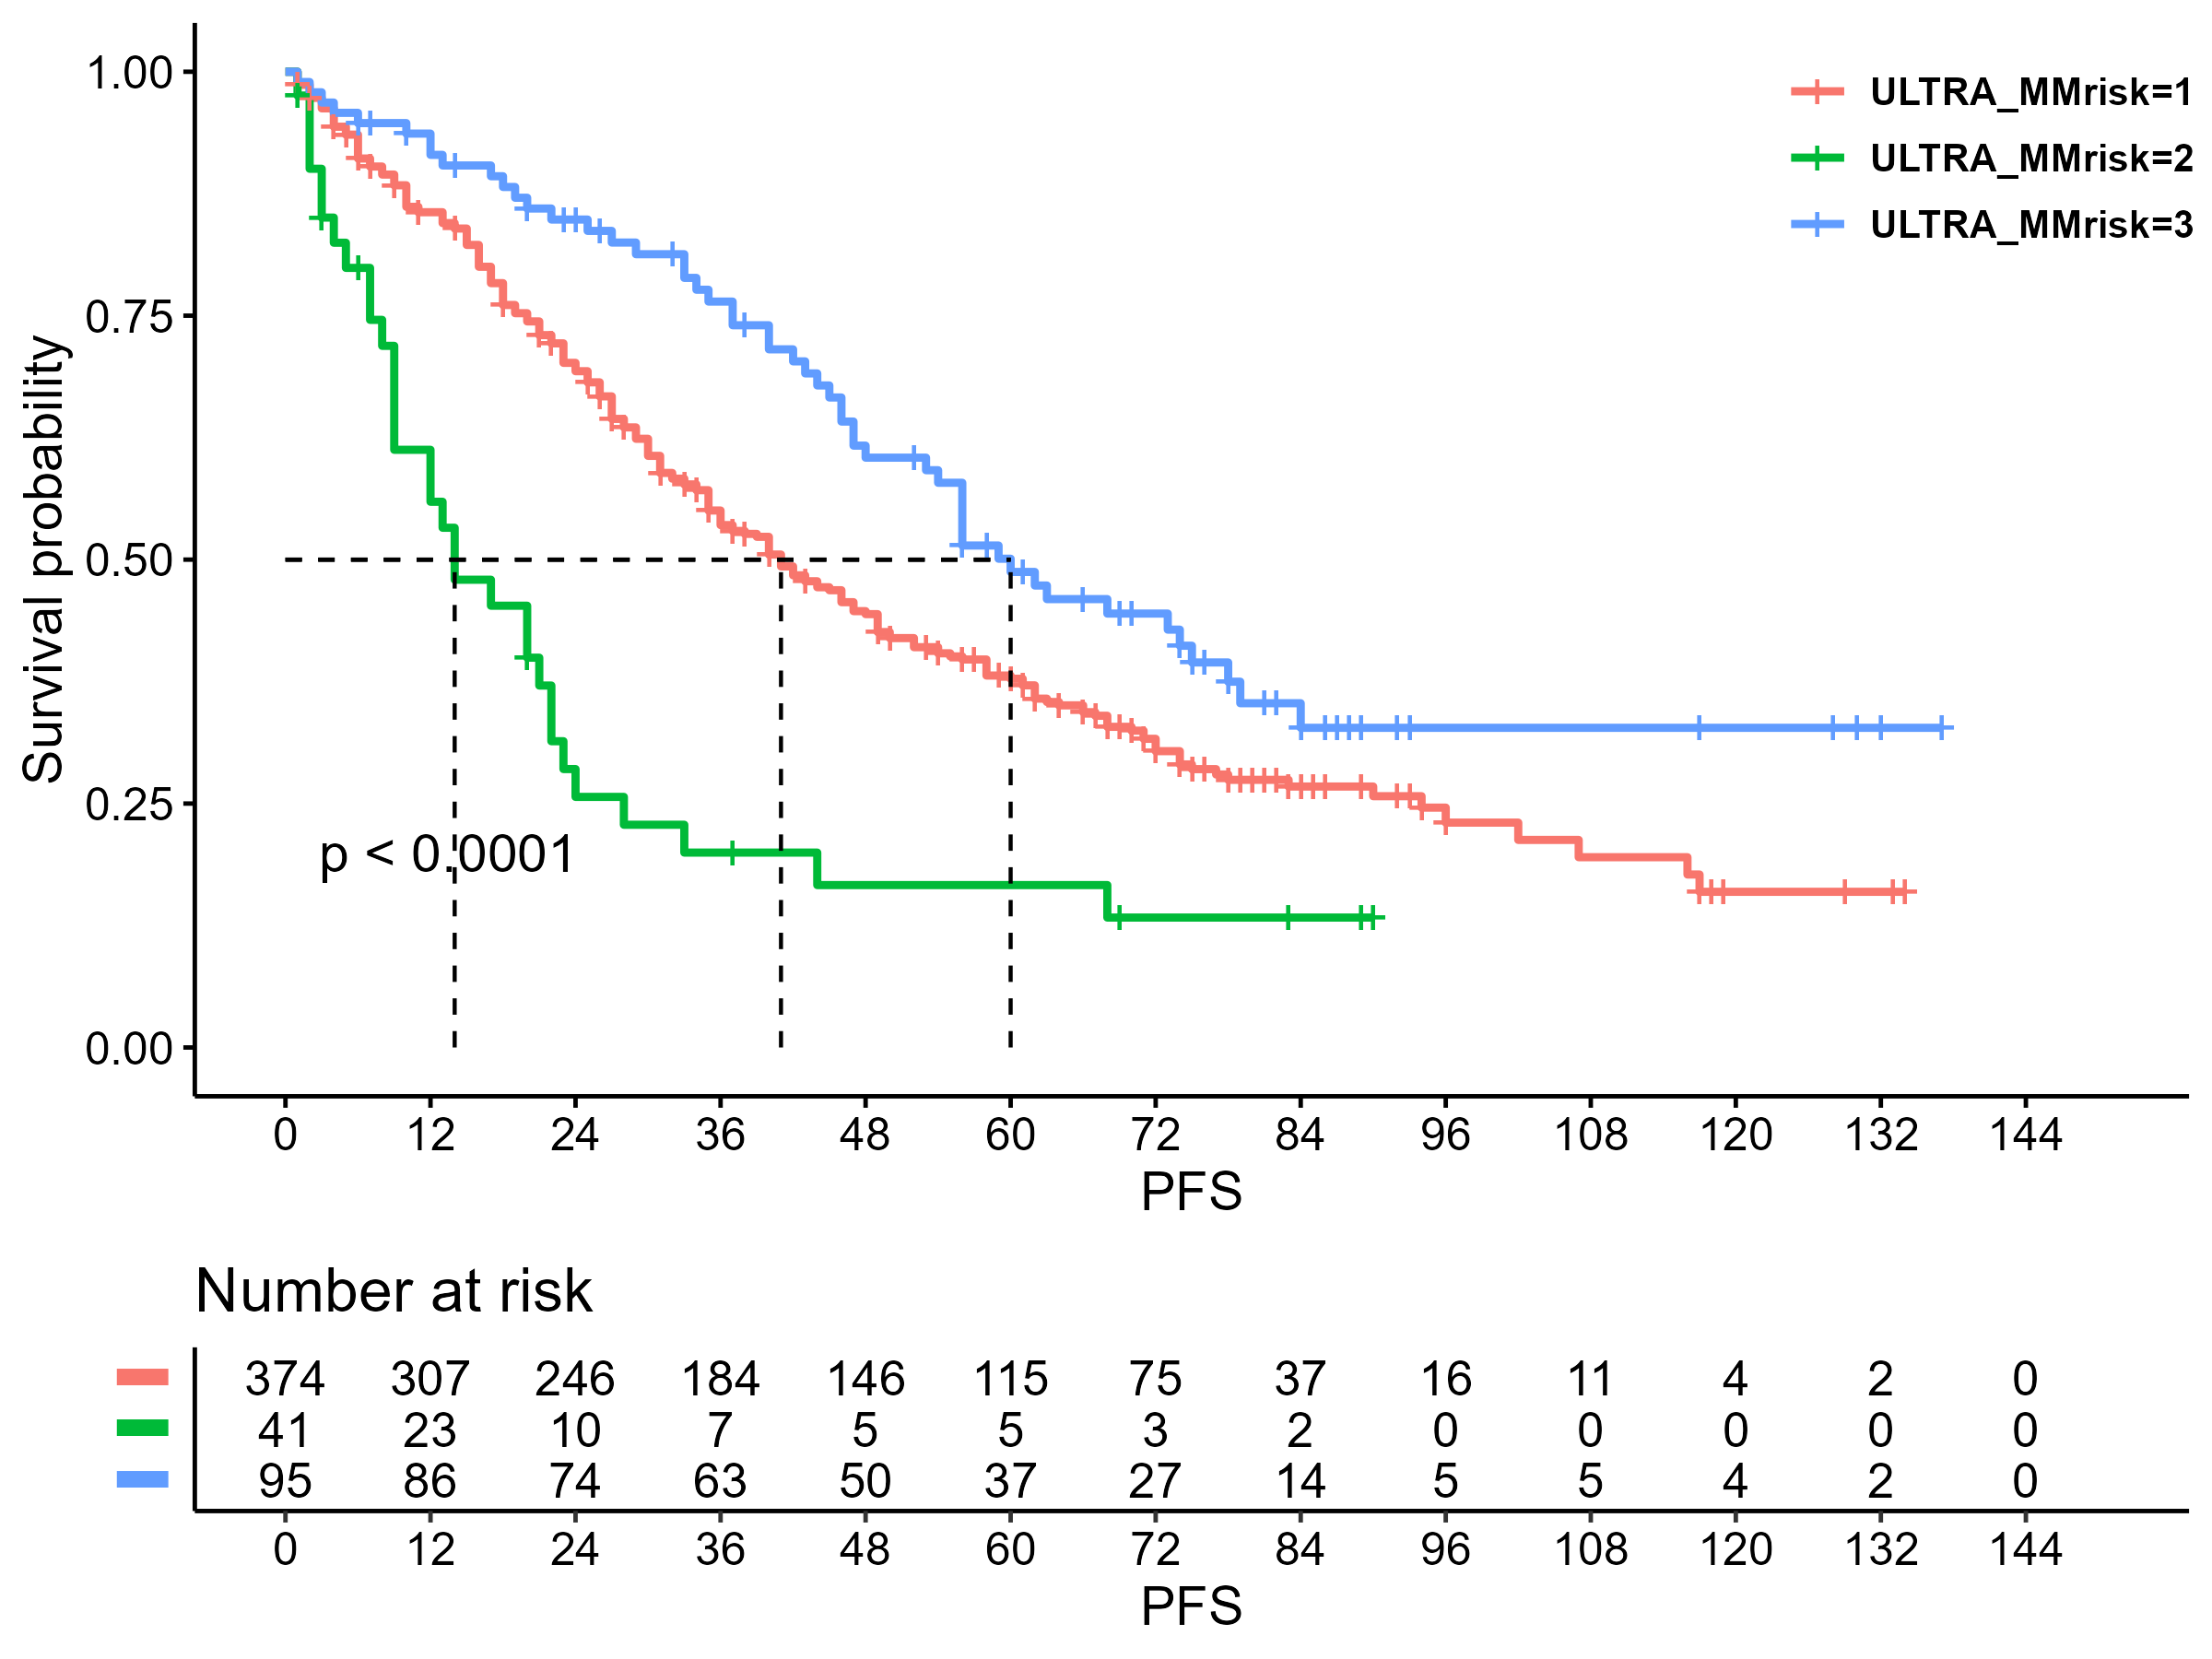 1.00
0.75
0.50
0.25
0.00
Survival probability
ULTRA_MMrisk=1
ULTRA_MMrisk=2
ULTRA_MMrisk=3
p < 0.0001
0 12 24 36 48 60 72 84 96 108 120 132 144
PFS
Number at risk
374 307 246 184 146 115 75 37 16 11 4 2 0
41 23 10 7 5 5 3 2 0 0 0 0 0
95 86 74 63 50 37 27 14 5 5 4 2 0
0 12 24 36 48 60 72 84 96 108 120 132 144
PFS